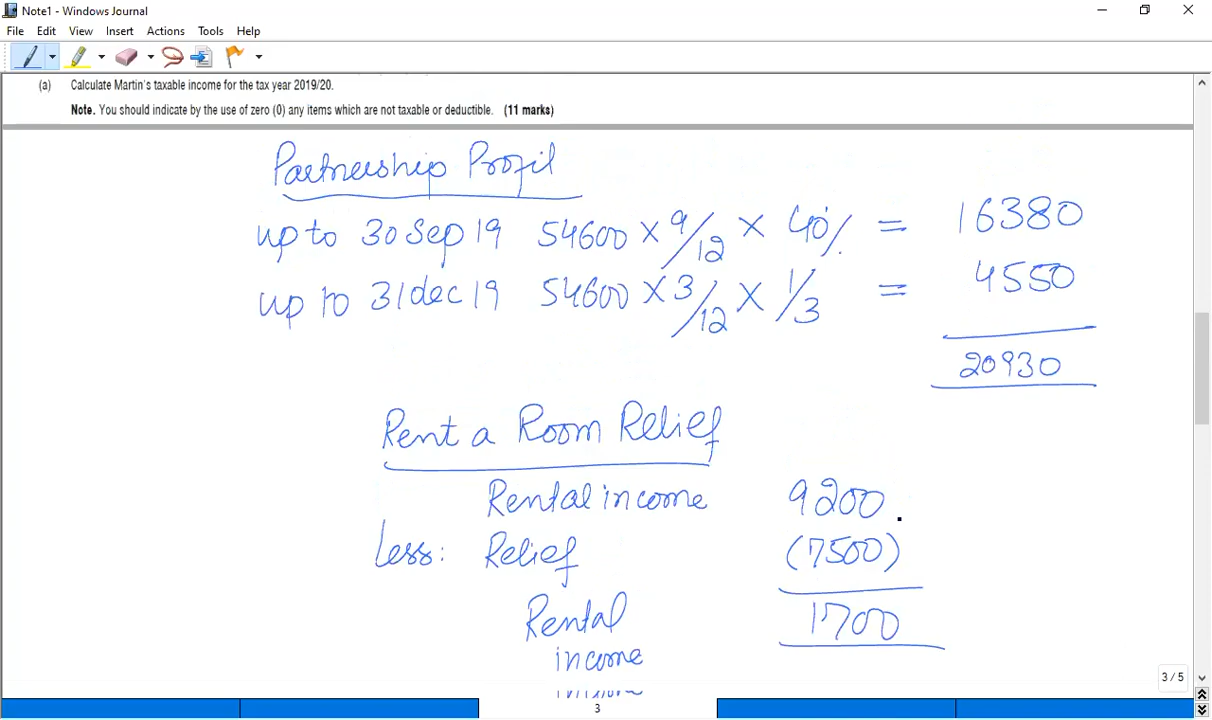 Note1 - Windows Journal
File Edit View Insert Actions Tools Help
(a) Calculate Martin's taxable income for the tax year 2019/20.
Note. You should indicate by the use of zero (0) any items which are not taxable or deductible. (11 marks)
Partnership Profit
up to 30 Sep 19 54600 × 9/12 × 40% = 16380
up to 31 dec 19 54600 × 3/12 × 1/3 = 4550
20930
Rent a Room Relief
Rental income 9200
Less: Relief (7500)
Rental 1700
income
3 / 5
3